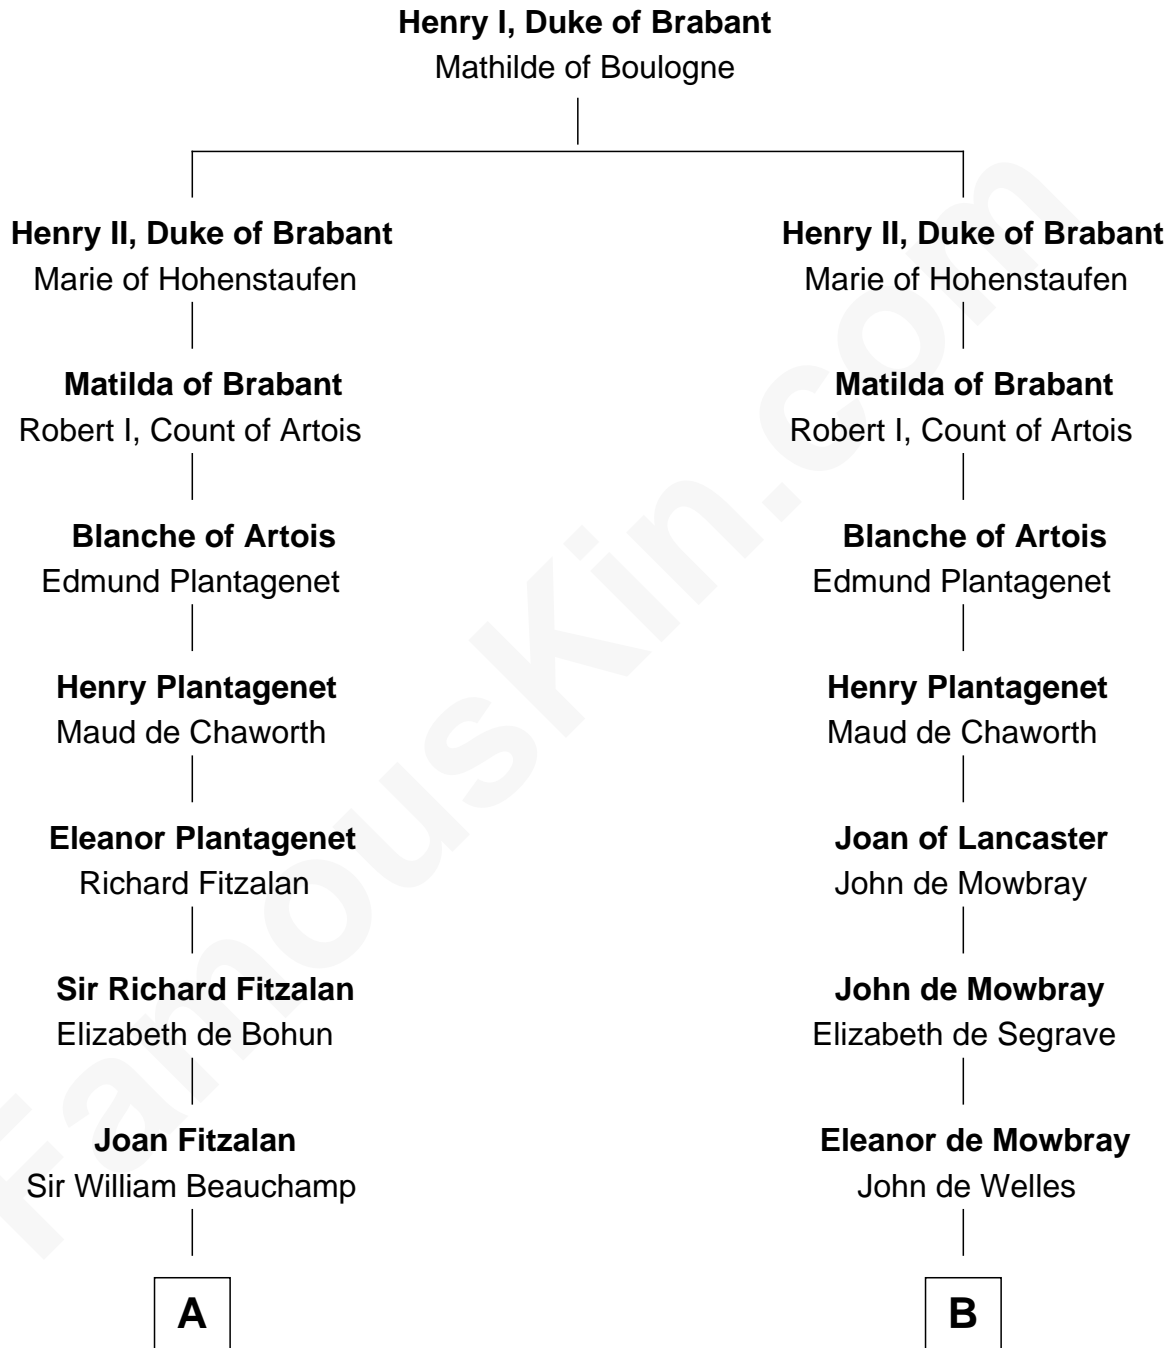 Henry I, Duke of Brabant
Mathilde of Boulogne
Henry II, Duke of Brabant
Marie of Hohenstaufen
Henry II, Duke of Brabant
Marie of Hohenstaufen
Matilda of Brabant
Robert I, Count of Artois
Matilda of Brabant
Robert I, Count of Artois
Blanche of Artois
Edmund Plantagenet
Blanche of Artois
Edmund Plantagenet
Henry Plantagenet
Maud de Chaworth
Henry Plantagenet
Maud de Chaworth
Eleanor Plantagenet
Richard Fitzalan
Joan of Lancaster
John de Mowbray
Sir Richard Fitzalan
Elizabeth de Bohun
John de Mowbray
Elizabeth de Segrave
Joan Fitzalan
Sir William Beauchamp
Eleanor de Mowbray
John de Welles
A
B
FamousKin.com